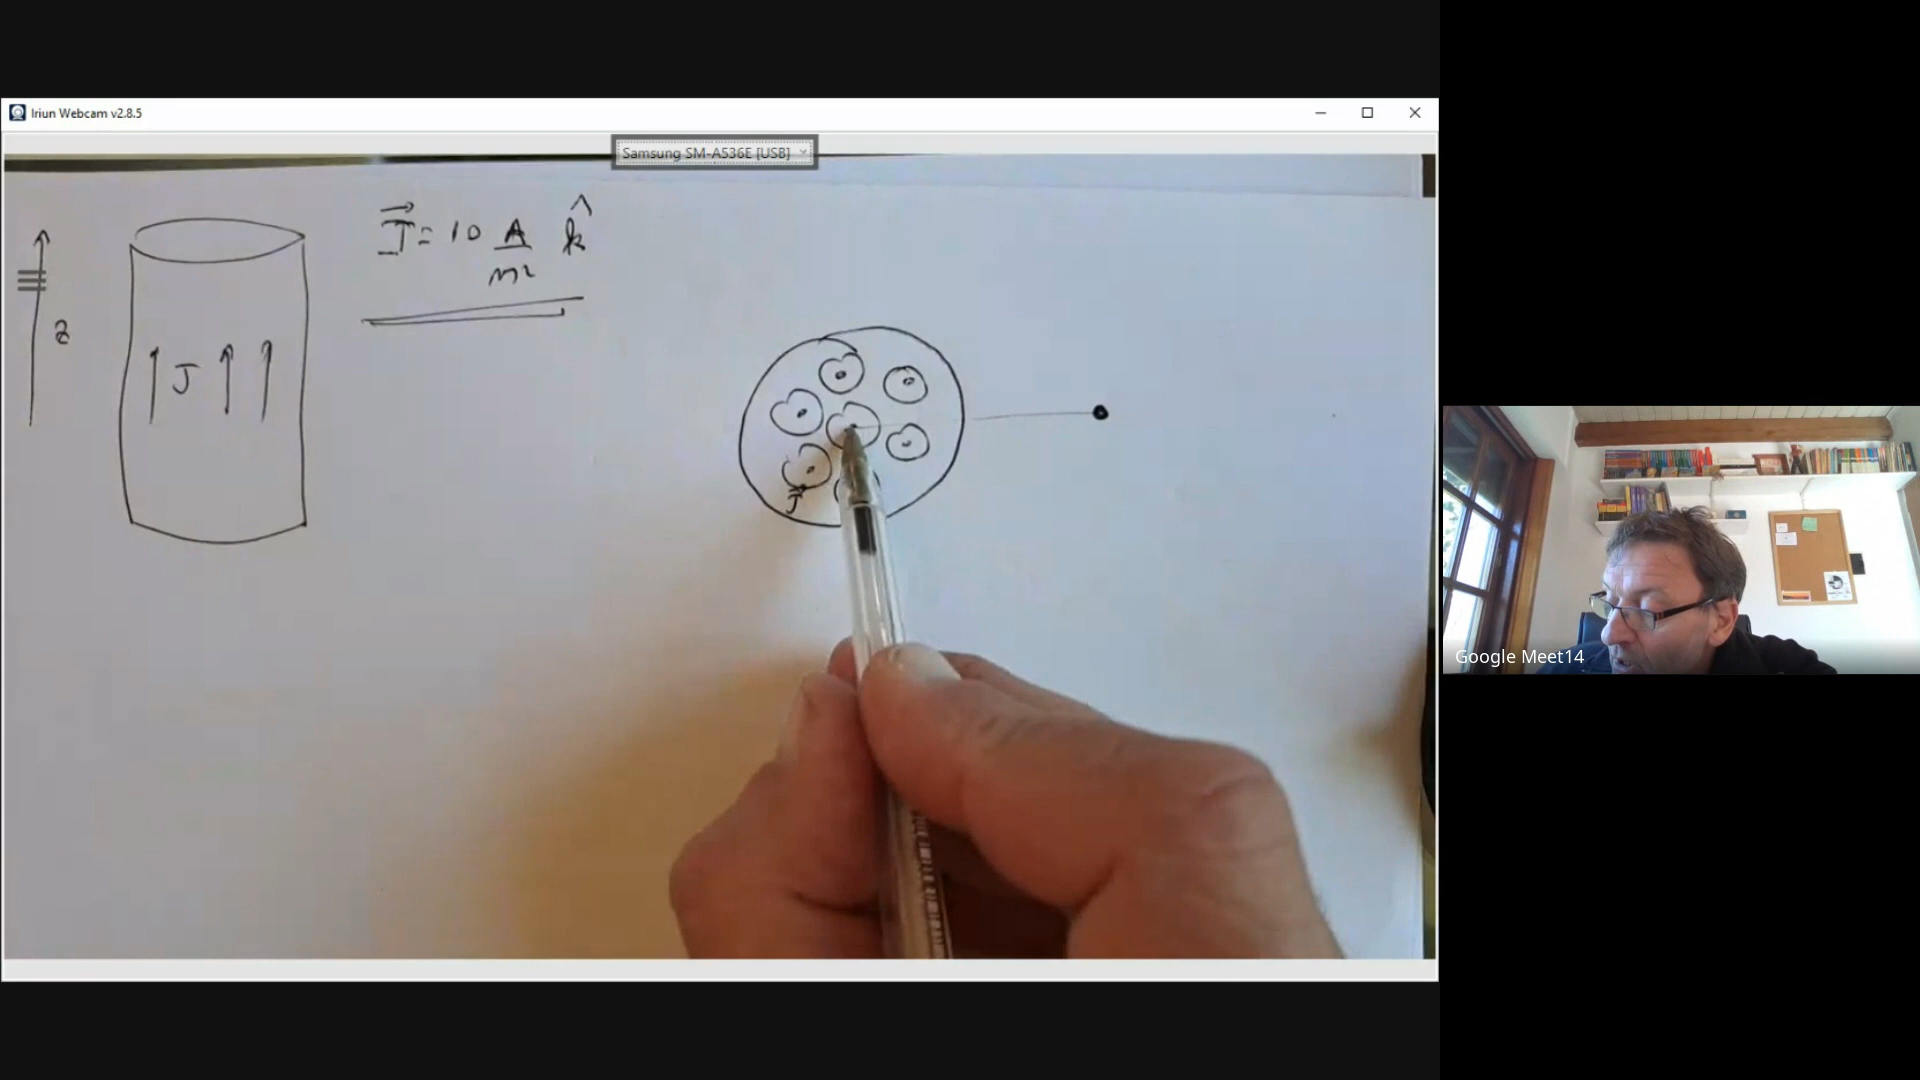 Iriun Webcam v2.8.5
Samsung SM-A536E [USB]
J = 10 A/m² k̂
z
J
J
Google Meet14